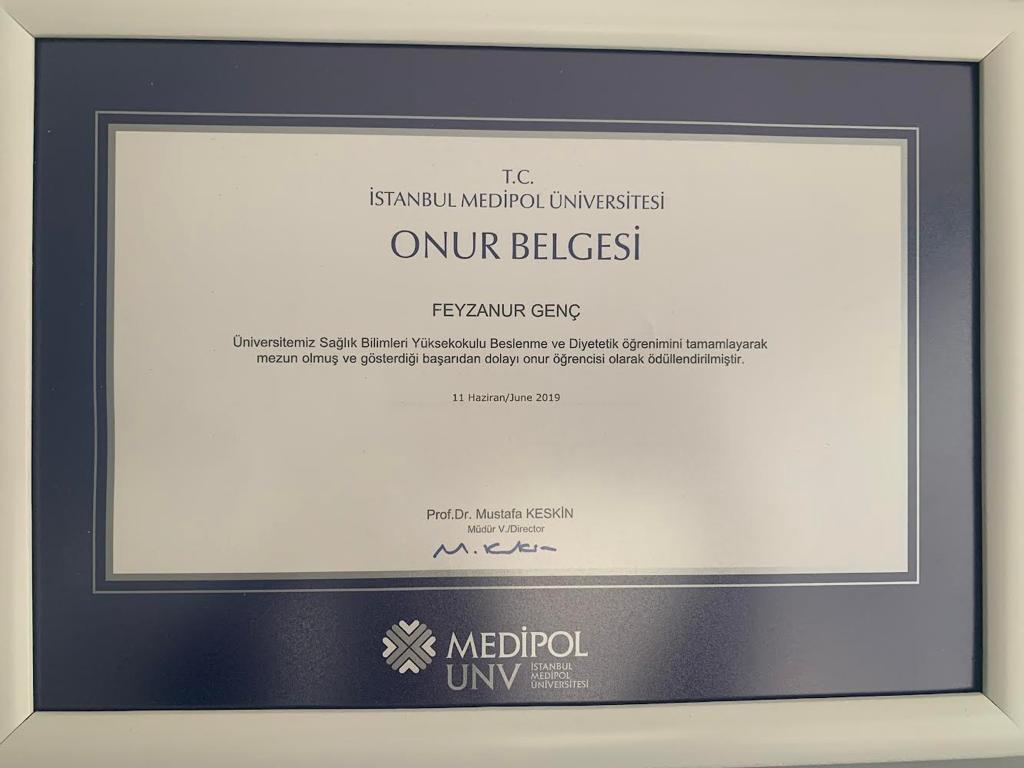 T.C.
İSTANBUL MEDİPOL ÜNİVERSİTESİ
ONUR BELGESİ
FEYZANUR GENÇ
Üniversitemiz Sağlık Bilimleri Yüksekokulu Beslenme ve Diyetetik öğrenimini tamamlayarak
mezun olmuş ve gösterdiği başarıdan dolayı onur öğrencisi olarak ödüllendirilmiştir.
11 Haziran/June 2019
Prof.Dr. Mustafa KESKİN
Müdür V./Director
MEDİPOL
UNV
İSTANBUL
MEDİPOL
ÜNİVERSİTESİ